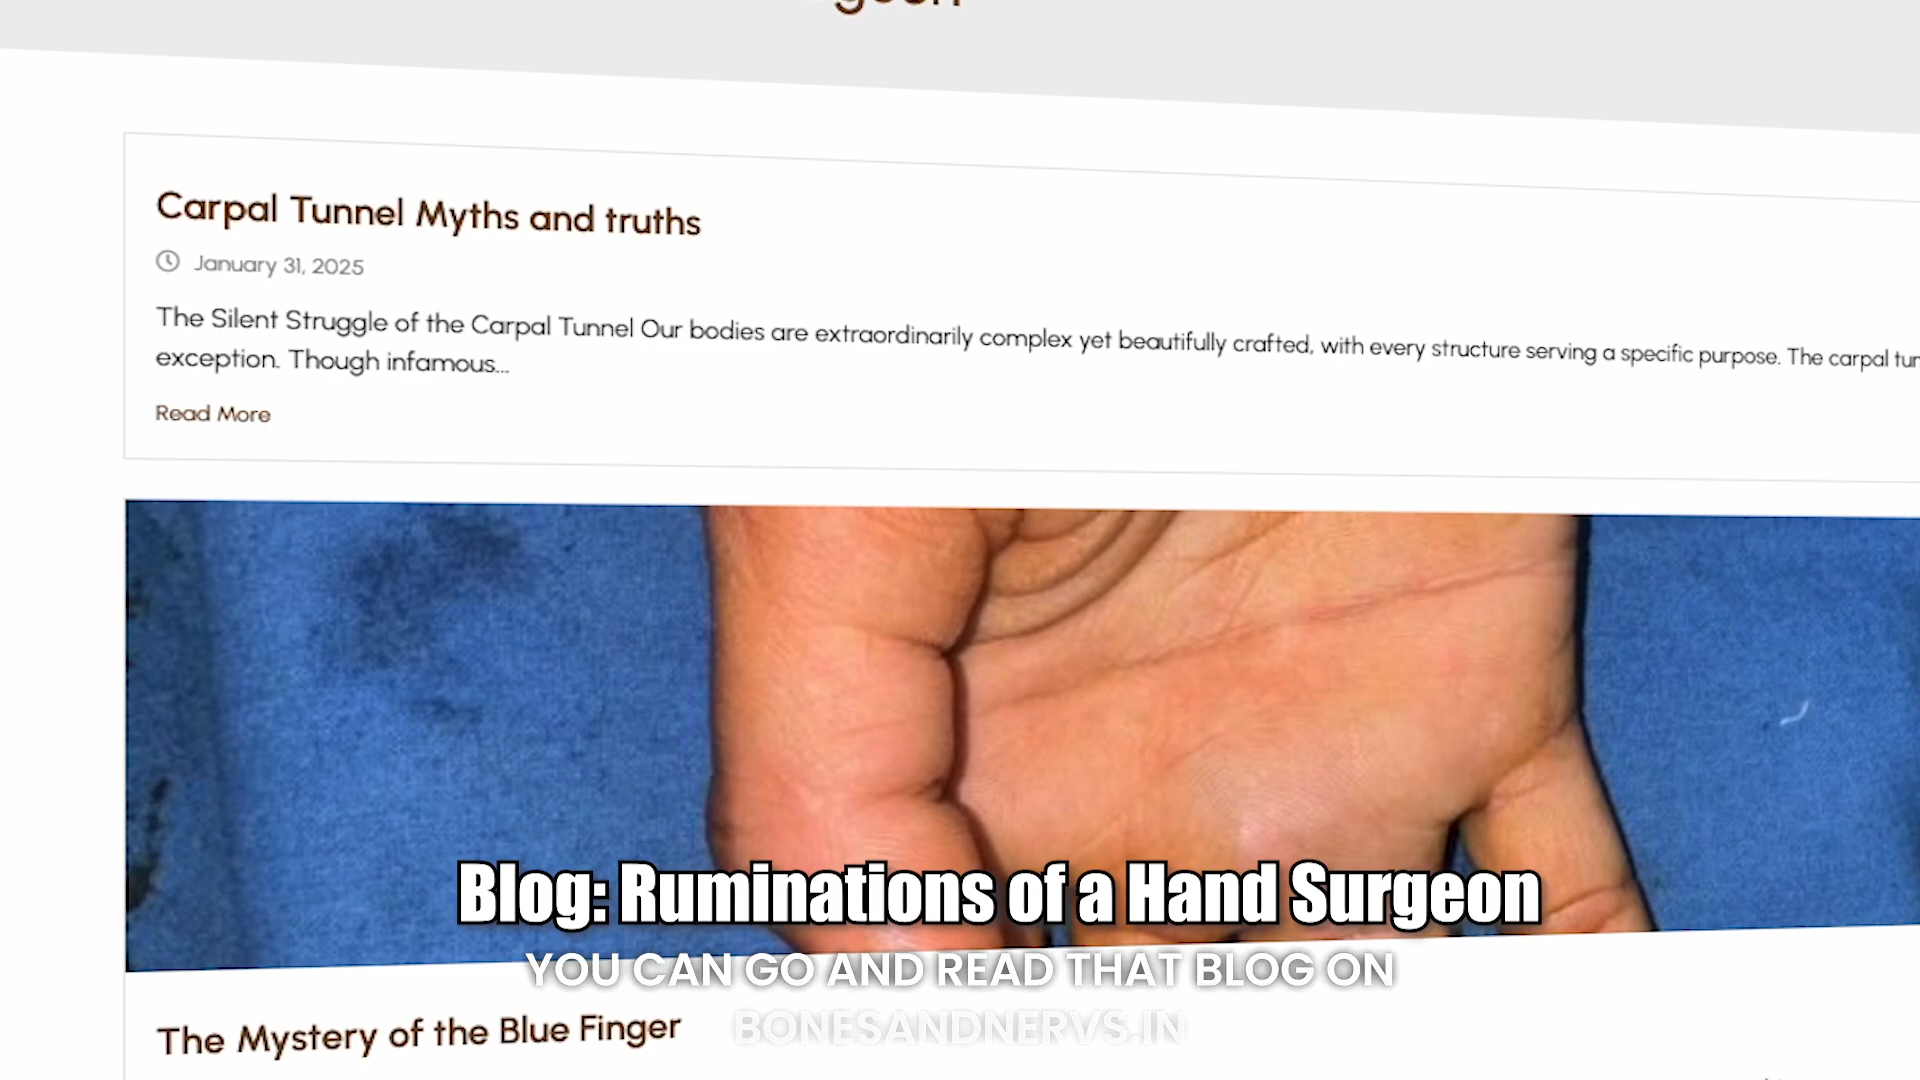 Carpal Tunnel Myths and truths
January 31, 2025
The Silent Struggle of the Carpal Tunnel Our bodies are extraordinarily complex yet beautifully crafted, with every structure serving a specific purpose. The carpal
exception. Though infamous...
Read More
Blog: Ruminations of a Hand Surgeon
YOU CAN GO AND READ THAT BLOG ON
BONESANDNERVS.IN
The Mystery of the Blue Finger